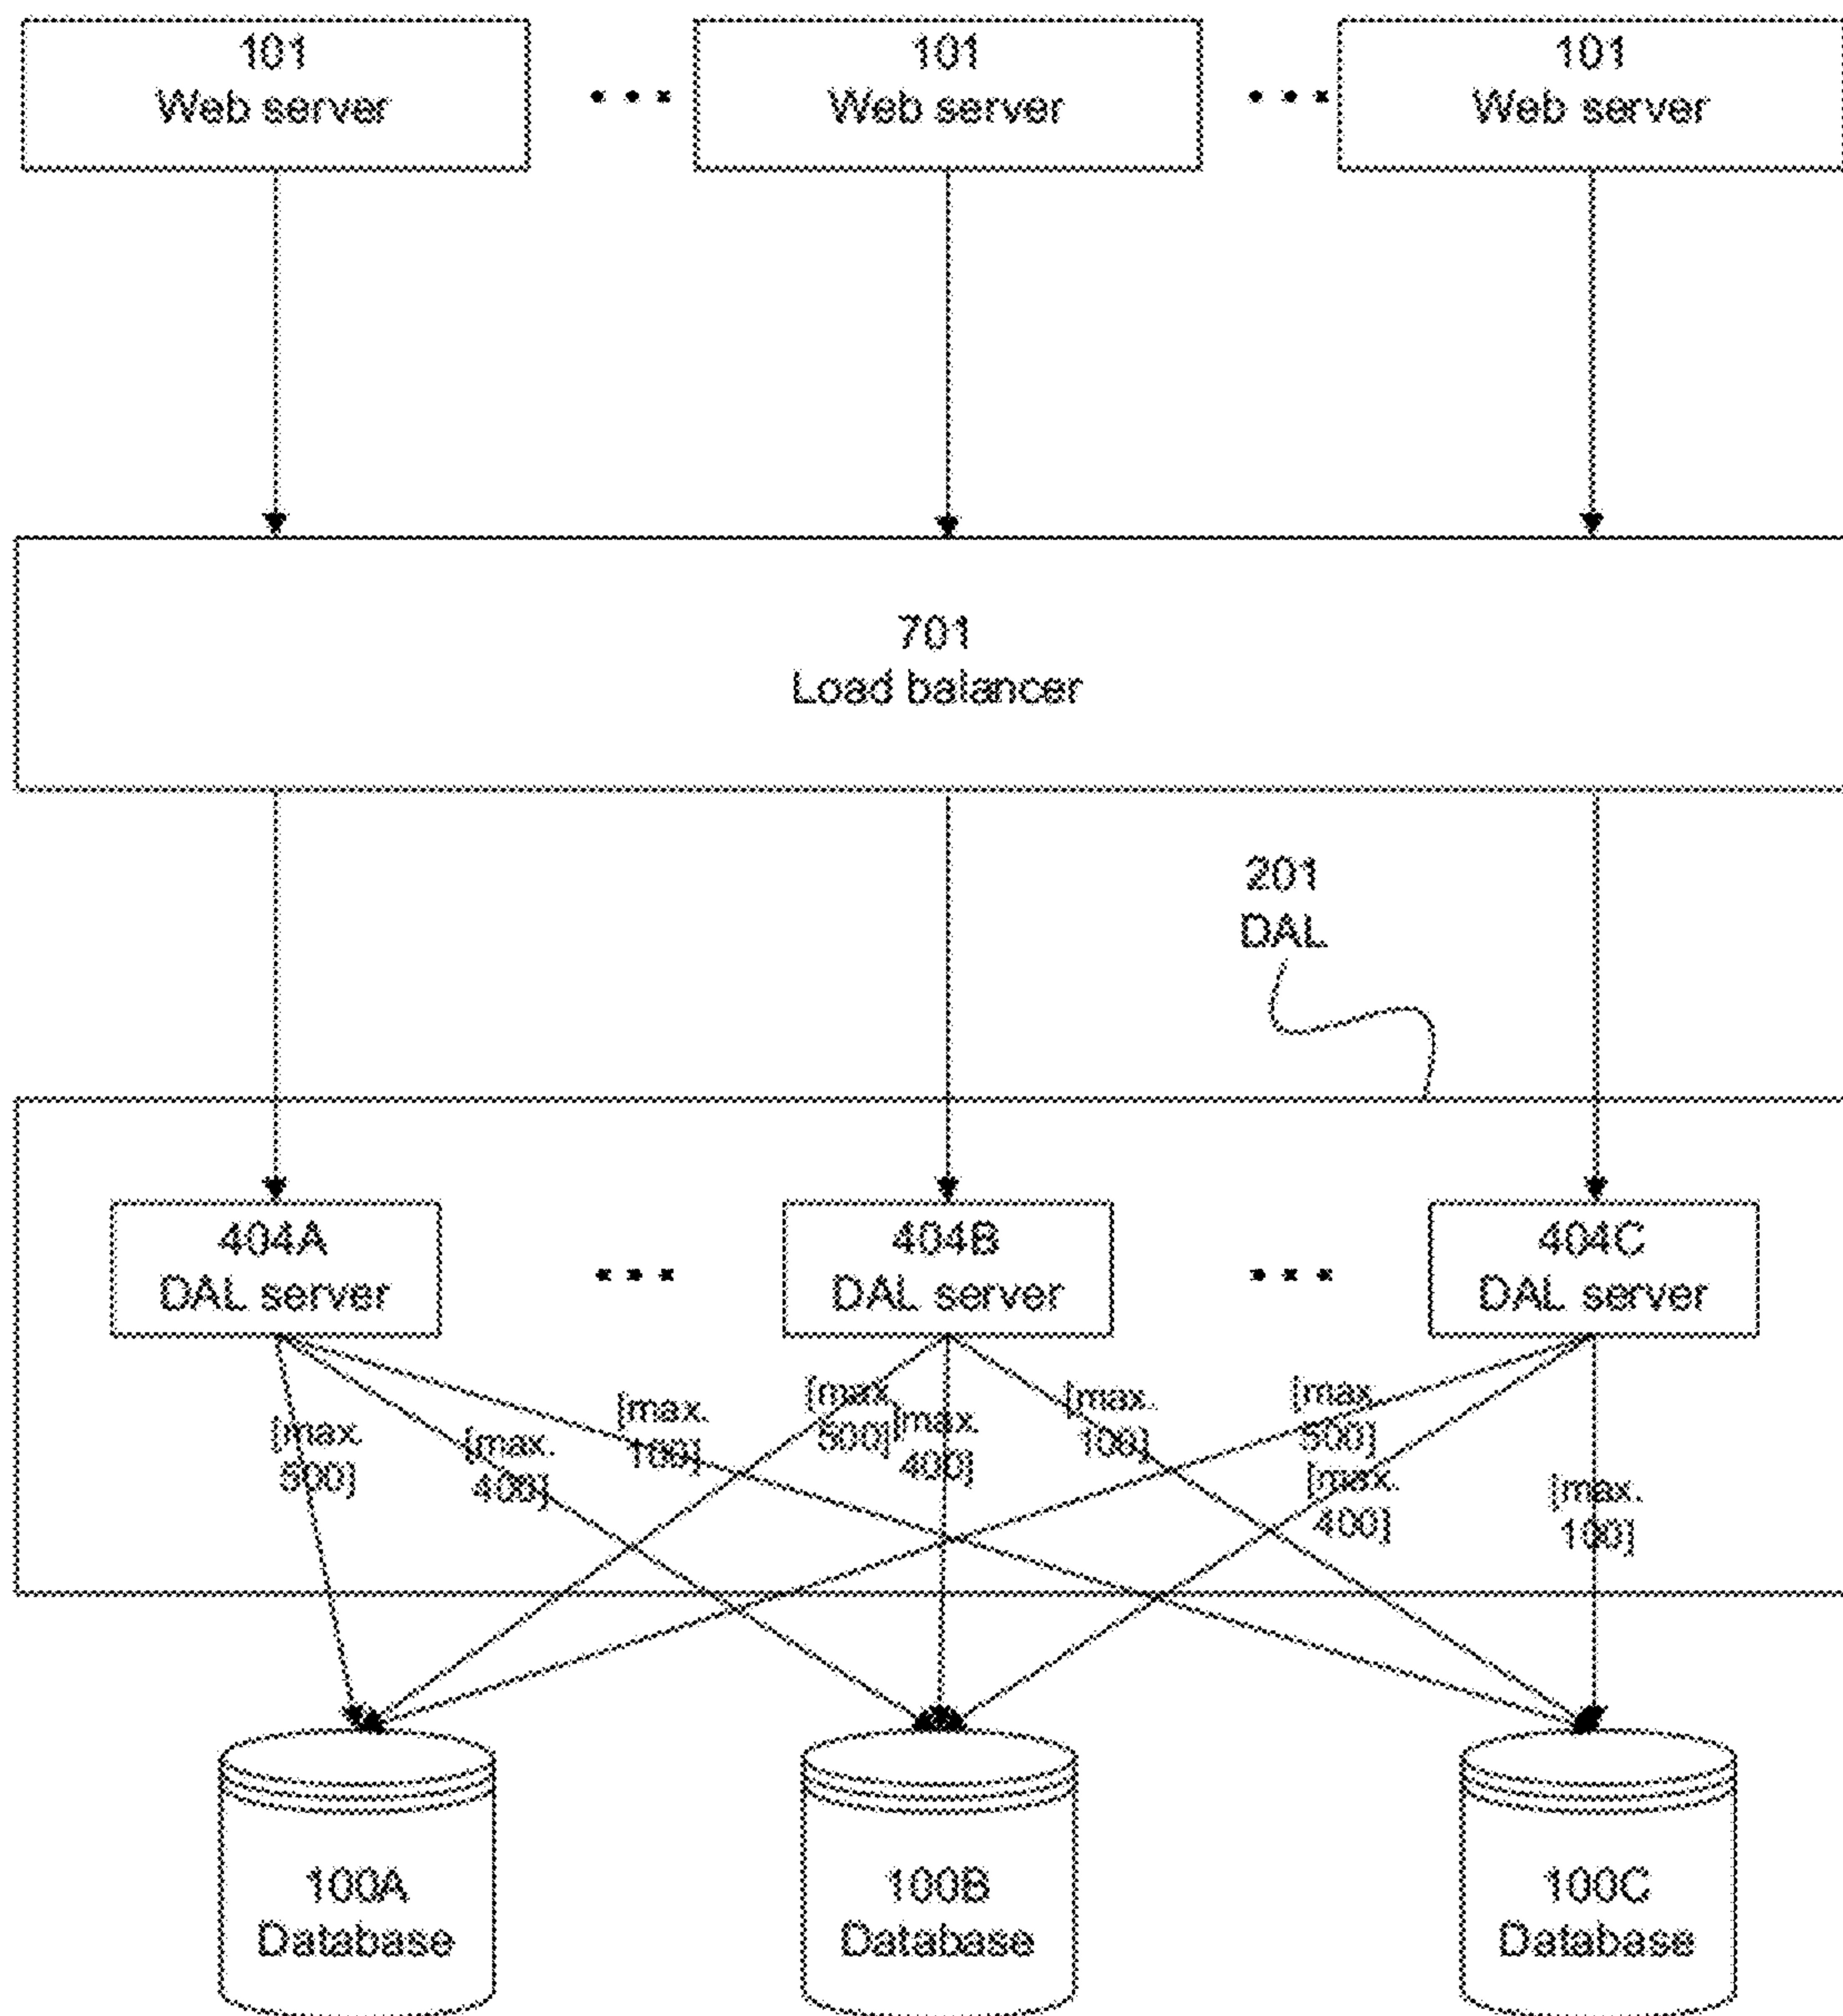 101
Web server
101
Web server
101
Web server
701
Load balancer
201
DAL
404A
DAL server
404B
DAL server
404C
DAL server
[max.
500]
[max.
400]
[max.
100]
[max.
500]
[max.
400]
[max.
100]
[max.
500]
[max.
400]
[max.
100]
100A
Database
100B
Database
100C
Database